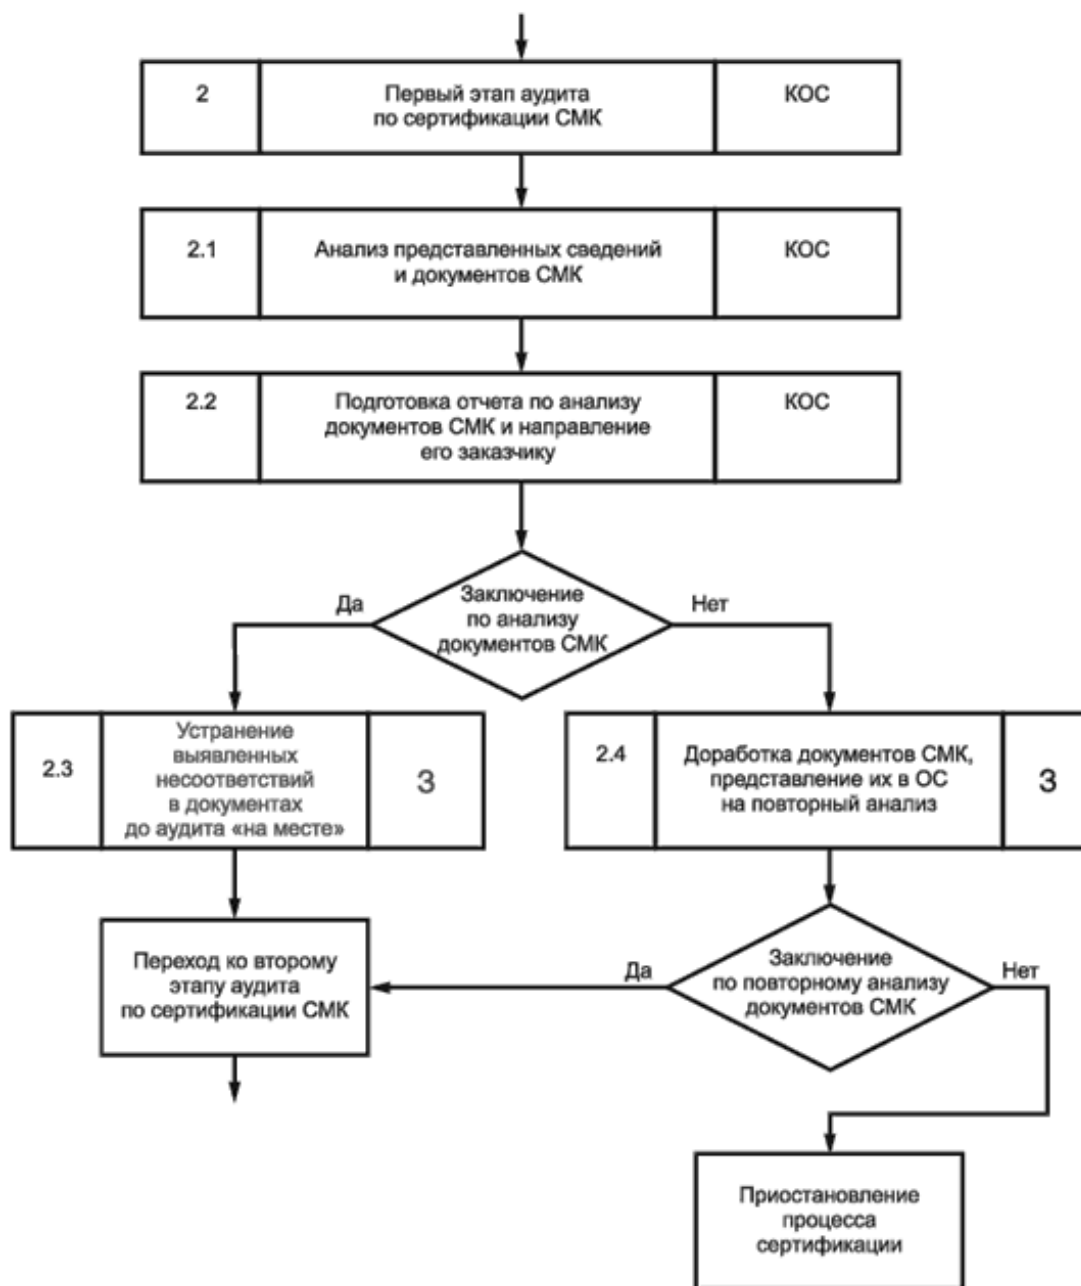 2
Первый этап аудита
по сертификации СМК
КОС
2.1
Анализ представленных сведений
и документов СМК
КОС
2.2
Подготовка отчета по анализу
документов СМК и направление
его заказчику
КОС
Заключение
по анализу
документов СМК
Да
Нет
2.3
Устранение
выявленных
несоответствий
в документах
до аудита «на месте»
З
2.4
Доработка документов СМК,
представление их в ОС
на повторный анализ
З
Переход ко второму
этапу аудита
по сертификации СМК
Да
Заключение
по повторному анализу
документов СМК
Нет
Приостановление
процесса
сертификации